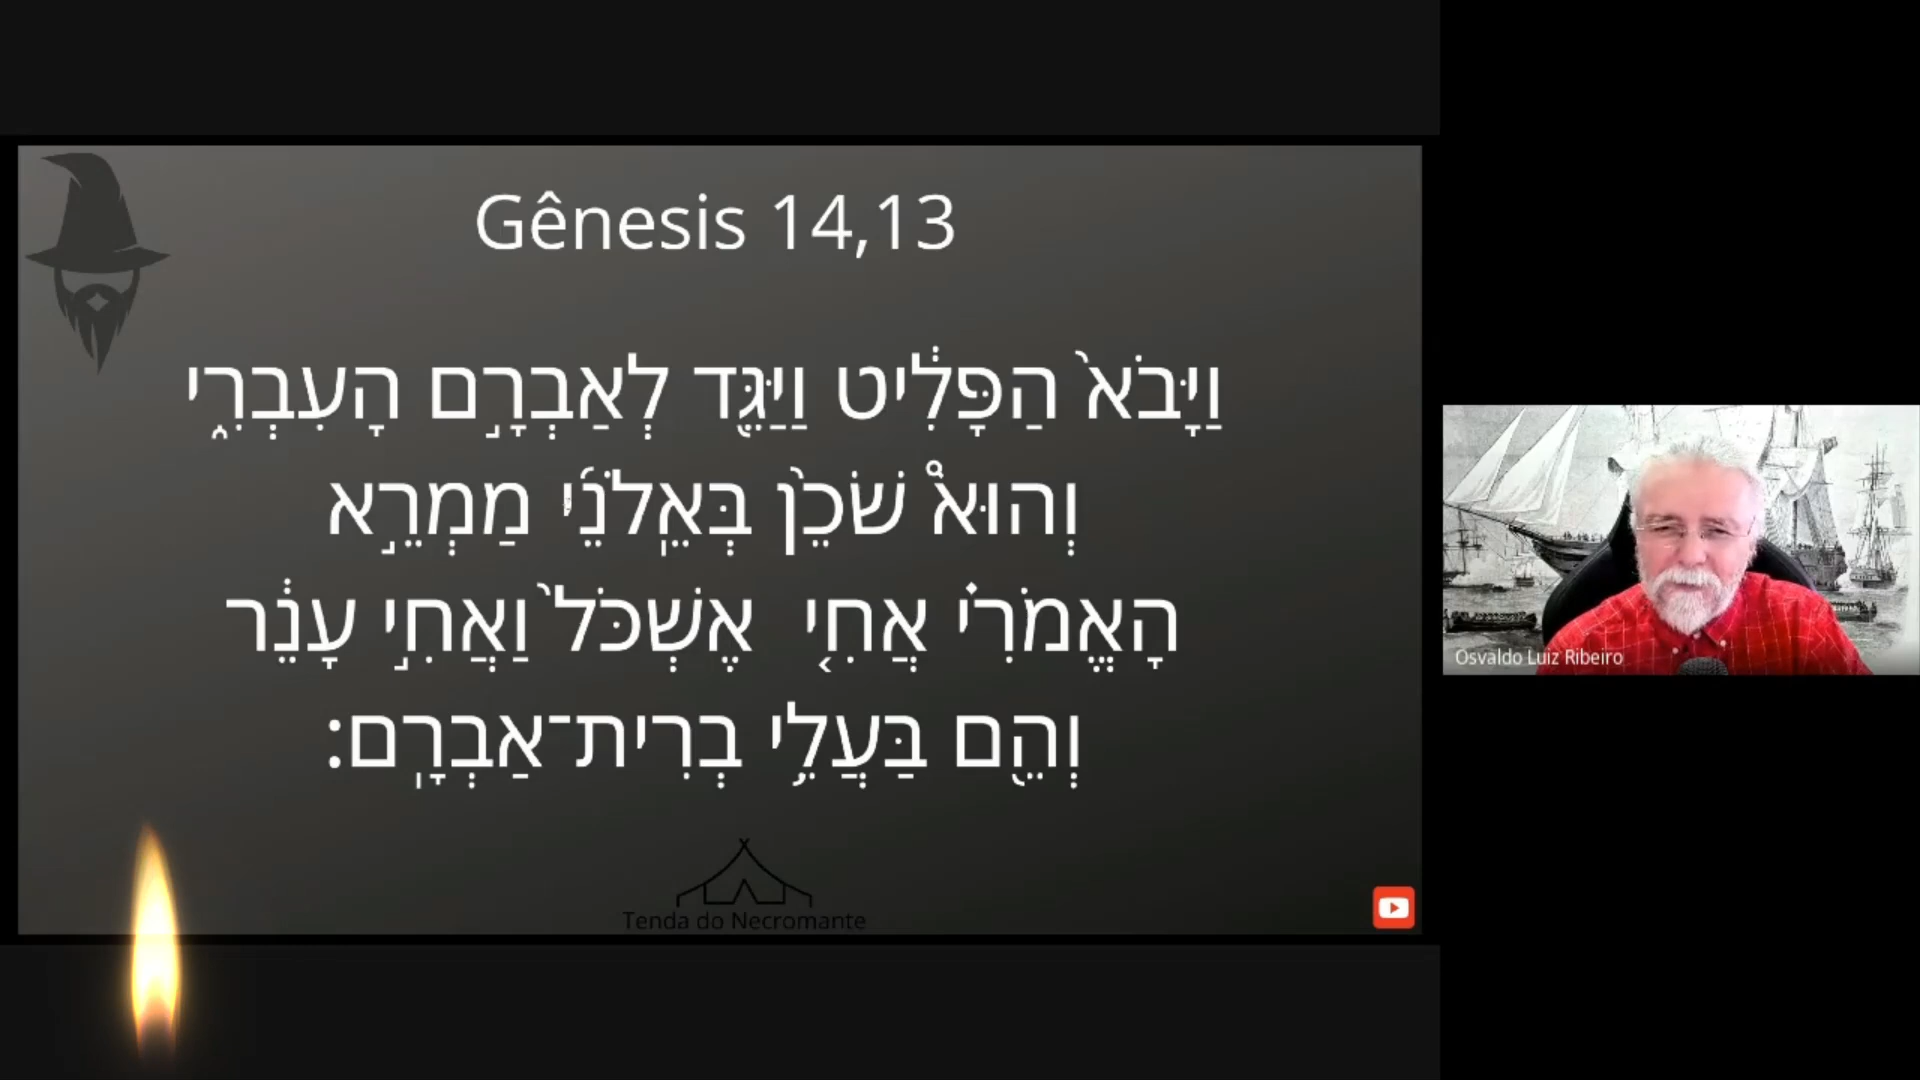 Gênesis 14,13
וַיָּבֹא֙ הַפָּלִ֔יט וַיַּגֵּ֖ד לְאַבְרָ֣ם הָעִבְרִ֑י
וְהוּא֩ שֹׁכֵ֨ן בְּאֵֽלֹנֵ֜י מַמְרֵ֣א
הָאֱמֹרִ֗י אֲחִ֤י אֶשְׁכֹּל֙ וַאֲחִ֣י עָנֵ֔ר
וְהֵ֖ם בַּעֲלֵ֥י בְרִית־אַבְרָֽם׃
Tenda do Necromante
Osvaldo Luiz Ribeiro